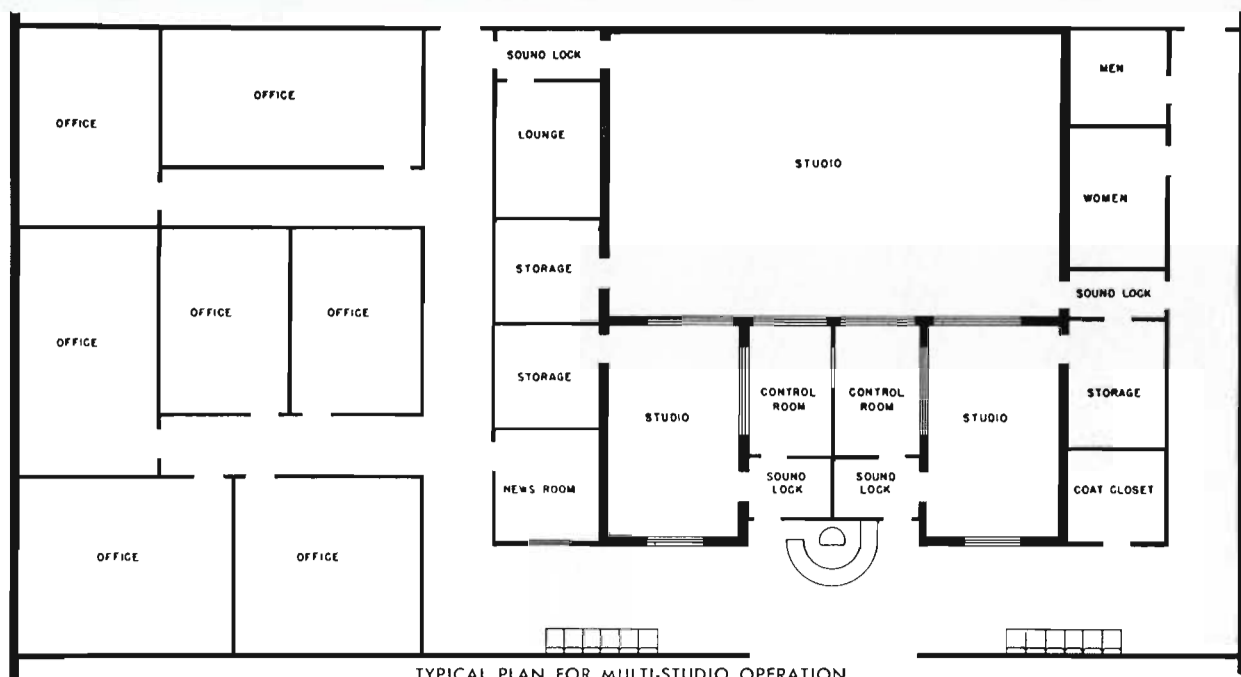 SOUND LOCK
MEN
OFFICE
OFFICE
LOUNGE
STUDIO
WOMEN
STORAGE
SOUND LOCK
OFFICE
OFFICE
OFFICE
STORAGE
CONTROL
ROOM
CONTROL
ROOM
STORAGE
STUDIO
STUDIO
NEWS ROOM
SOUND
LOCK
SOUND
LOCK
COAT CLOSET
OFFICE
OFFICE
TYPICAL PLAN FOR MULTI-STUDIO OPERATION